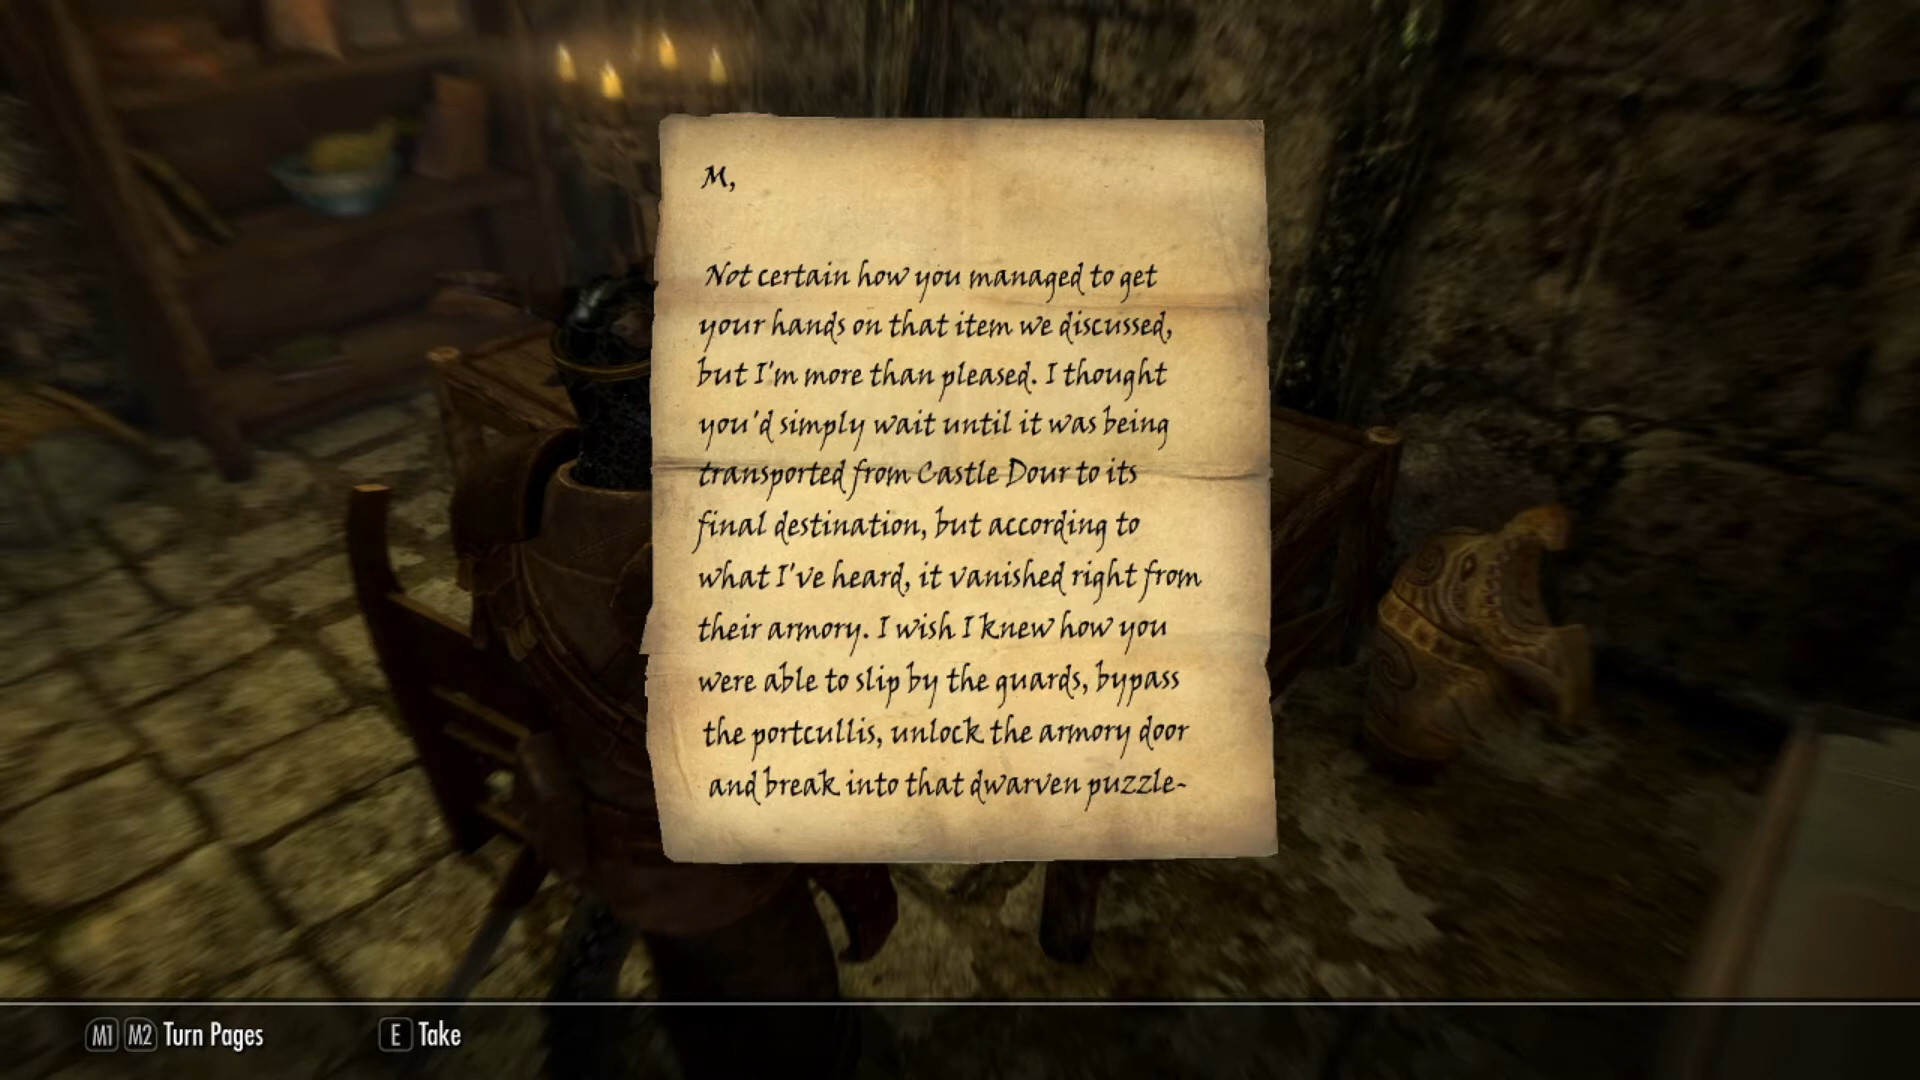 M,
Not certain how you managed to get
your hands on that item we discussed,
but I'm more than pleased. I thought
you'd simply wait until it was being
transported from Castle Dour to its
final destination, but according to
what I've heard, it vanished right from
their armory. I wish I knew how you
were able to slip by the guards, bypass
the portcullis, unlock the armory door
and break into that dwarven puzzle-
M1 M2 Turn Pages
E Take